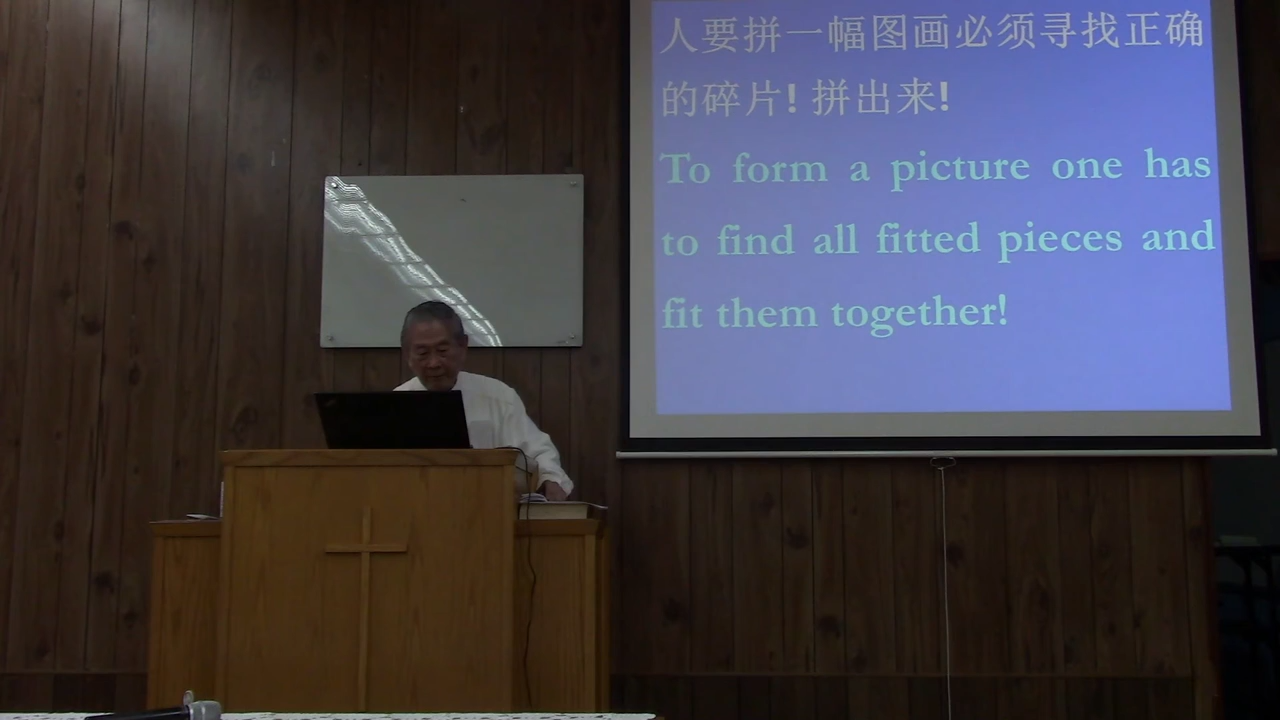 人要拼一幅图画必须寻找正确
的碎片! 拼出来!
To form a picture one has
to find all fitted pieces and
fit them together!